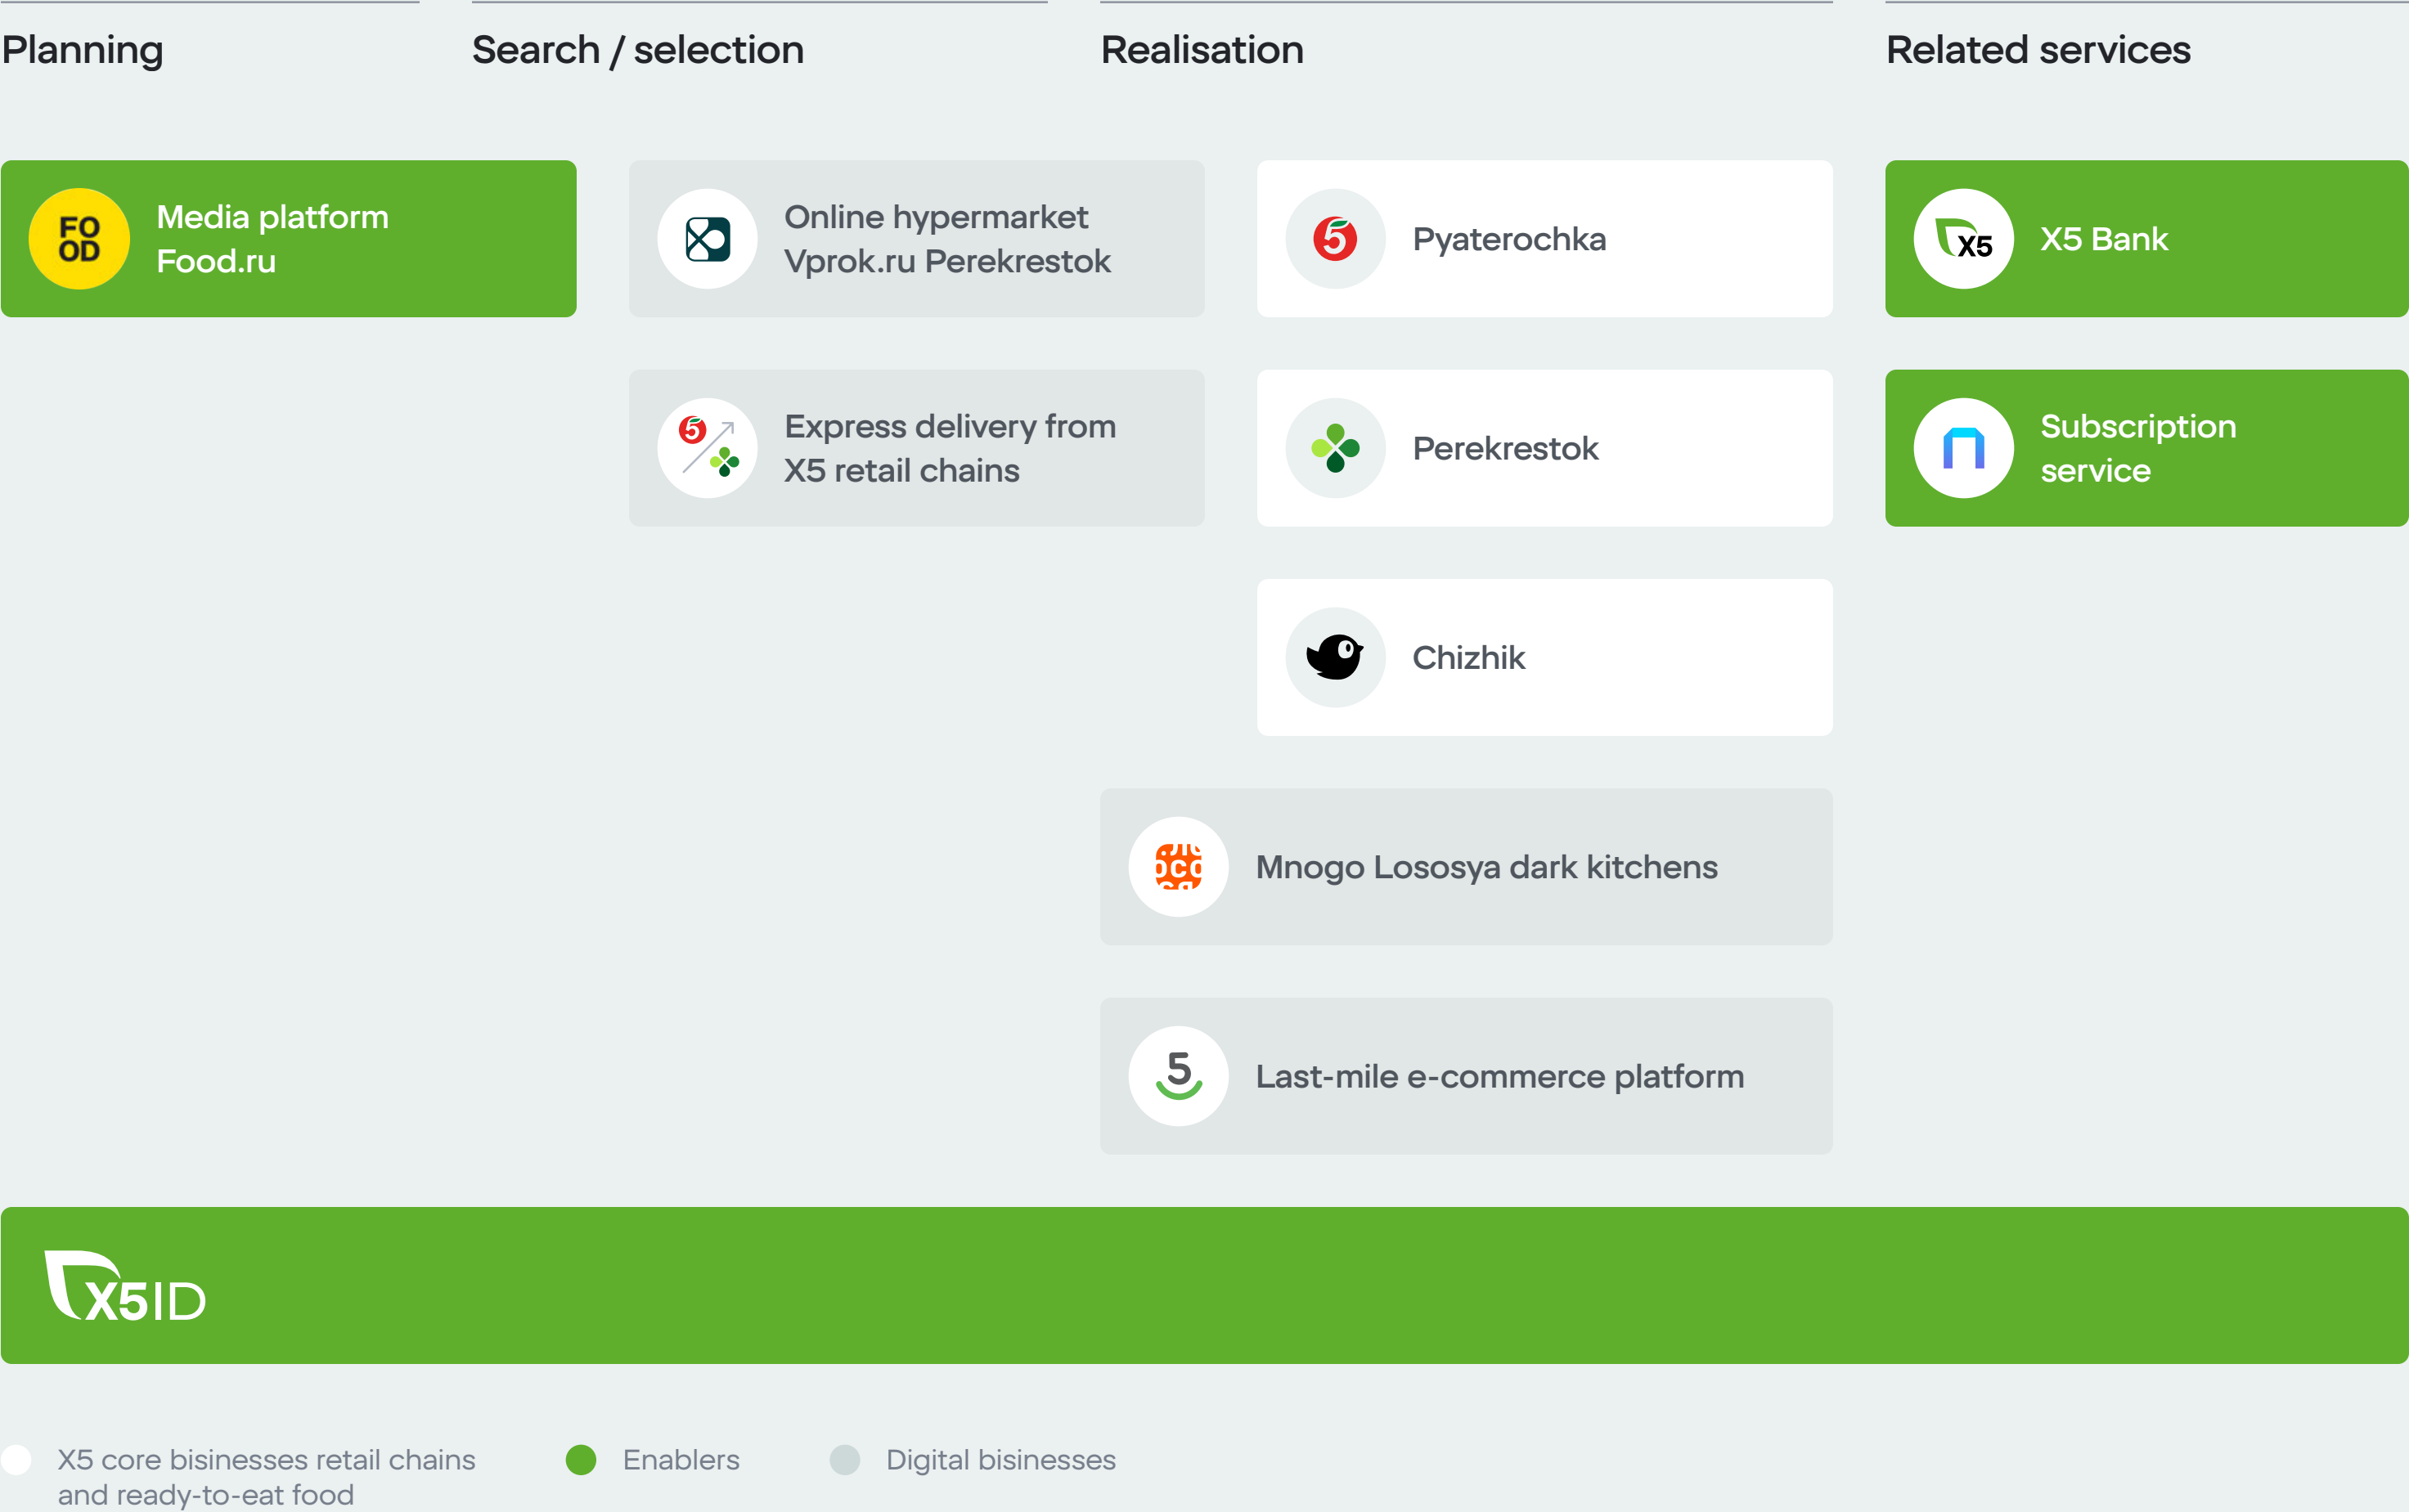 Planning
Search / selection
Realisation
Related services
FO
OD
Media platform
Food.ru
Online hypermarket
Vprok.ru Perekrestok
5
Pyaterochka
X5
X5 Bank
5
Express delivery from
X5 retail chains
Perekrestok
Subscription
service
Chizhik
Mnogo Lososya dark kitchens
5
Last-mile e-commerce platform
X5 ID
X5 core bisinesses retail chains
and ready-to-eat food
Enablers
Digital bisinesses